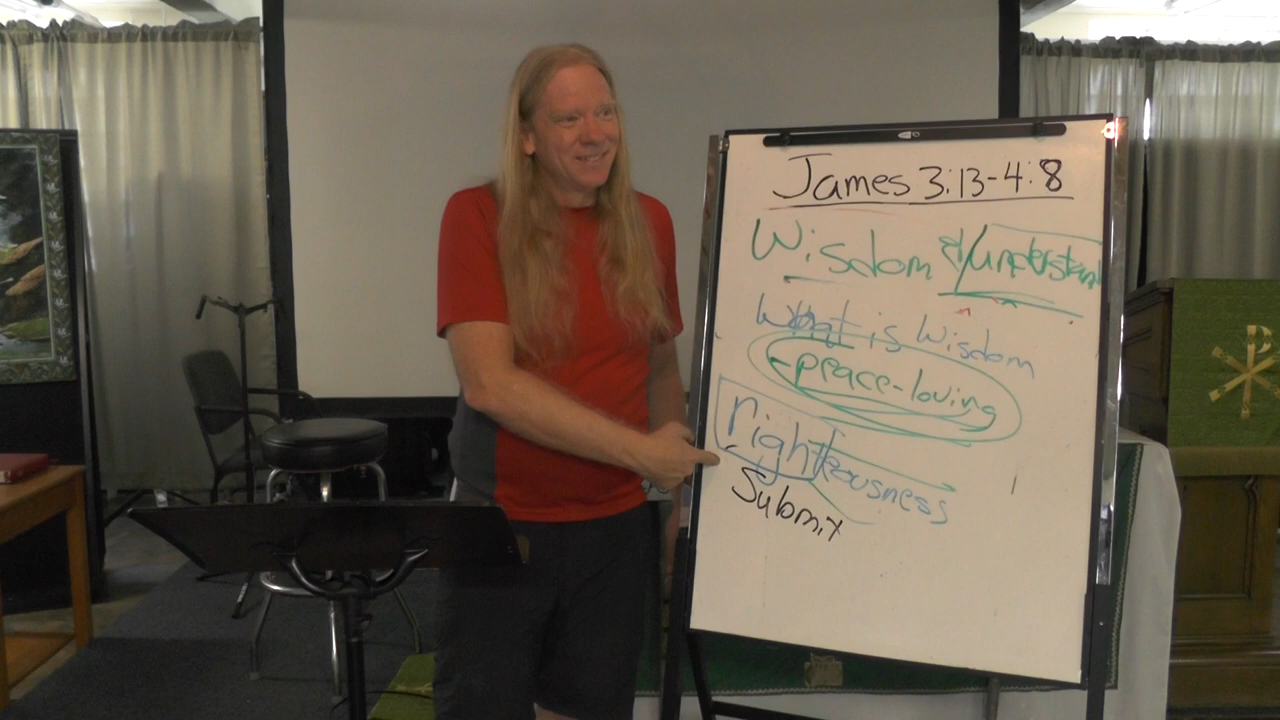 James 3:13-4:8
Wisdom &/understand
What is Wisdom
-peace-loving
righteousness
Submit